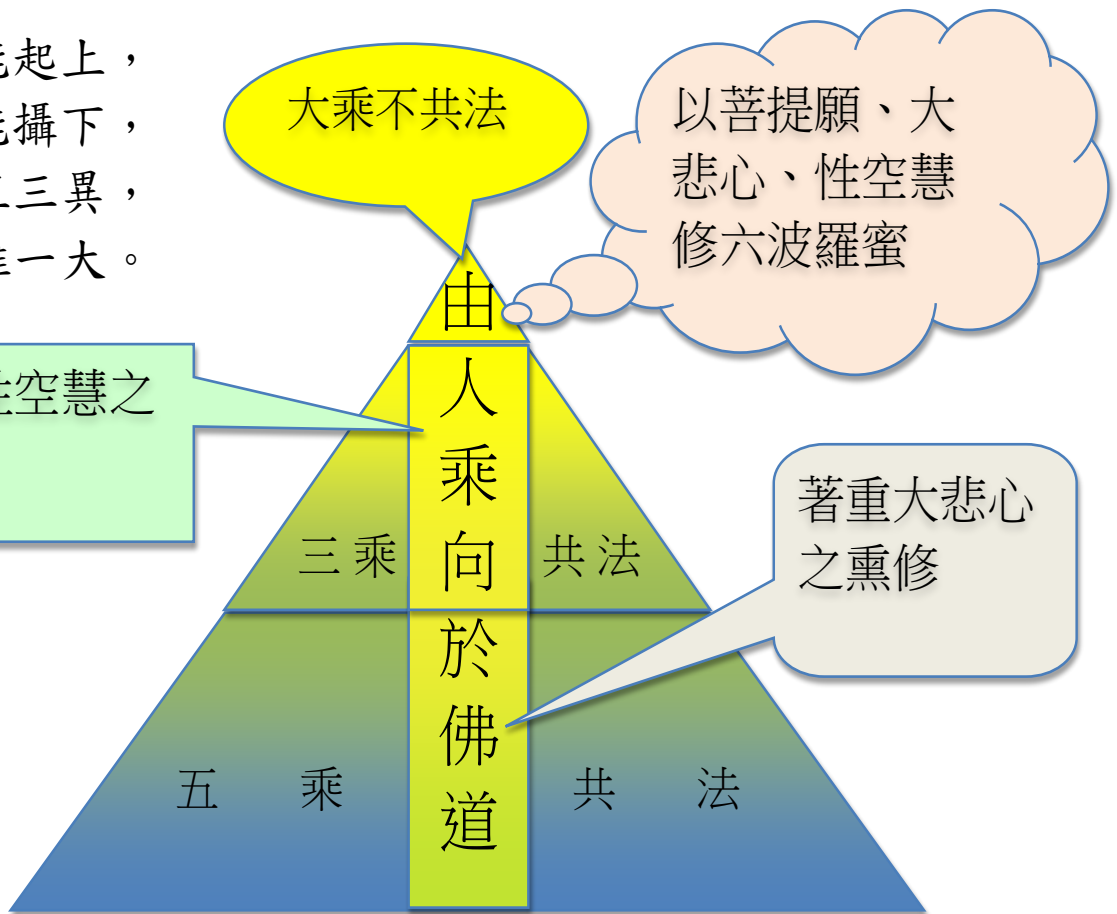 起上，
攝下，
三異，
一大。
大乘不共法
以菩提願、大
悲心、性空慧
修六波羅蜜
空慧之
著重大悲心
之熏修
由人乘向於佛道
三乘 共法
五乘 共法